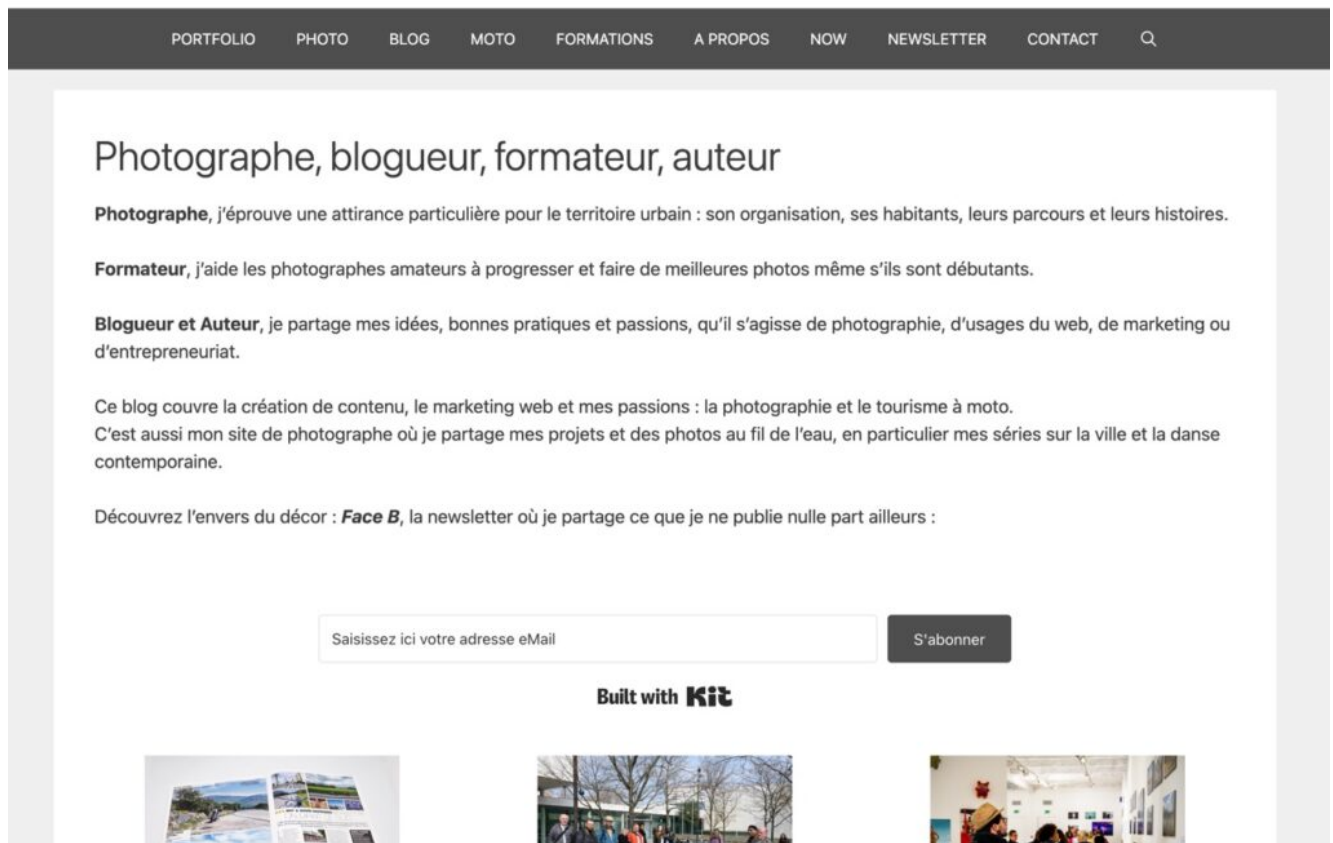 PORTFOLIO PHOTO BLOG MOTO FORMATIONS A PROPOS NOW NEWSLETTER CONTACT
Photographe, blogueur, formateur, auteur
Photographe, j’éprouve une attirance particulière pour le territoire urbain : son organisation, ses habitants, leurs parcours et leurs histoires.
Formateur, j’aide les photographes amateurs à progresser et faire de meilleures photos même s’ils sont débutants.
Blogueur et Auteur, je partage mes idées, bonnes pratiques et passions, qu’il s’agisse de photographie, d’usages du web, de marketing ou
d’entrepreneuriat.
Ce blog couvre la création de contenu, le marketing web et mes passions : la photographie et le tourisme à moto.
C’est aussi mon site de photographe où je partage mes projets et des photos au fil de l’eau, en particulier mes séries sur la ville et la danse
contemporaine.
Découvrez l’envers du décor : Face B, la newsletter où je partage ce que je ne publie nulle part ailleurs :
Saisissez ici votre adresse eMail S'abonner
Built with Kit